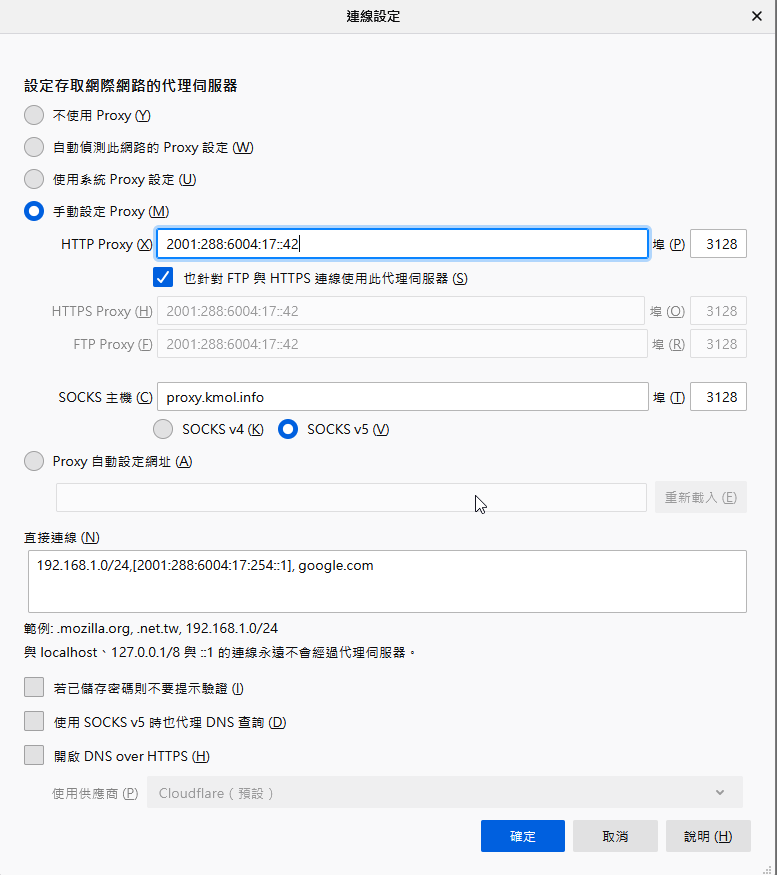 連線設定
設定存取網際網路的代理伺服器
不使用 Proxy (Y)
自動偵測此網路的 Proxy 設定 (W)
使用系統 Proxy 設定 (U)
手動設定 Proxy (M)
HTTP Proxy (X) 2001:288:6004:17::42 埠 (P) 3128
也針對 FTP 與 HTTPS 連線使用此代理伺服器 (S)
HTTPS Proxy (H) 2001:288:6004:17::42 埠 (O) 3128
FTP Proxy (F) 2001:288:6004:17::42 埠 (R) 3128
SOCKS 主機 (C) proxy.kmol.info 埠 (T) 3128
SOCKS v4 (K) SOCKS v5 (V)
Proxy 自動設定網址 (A)
重新載入 (E)
直接連線 (N)
192.168.1.0/24,[2001:288:6004:17:254::1], google.com
範例: .mozilla.org, .net.tw, 192.168.1.0/24
與 localhost、127.0.0.1/8 與 ::1 的連線永遠不會經過代理伺服器。
若已儲存密碼則不要提示驗證 (I)
使用 SOCKS v5 時也代理 DNS 查詢 (D)
開啟 DNS over HTTPS (H)
使用供應商 (P) Cloudflare（預設）
確定 取消 說明 (H)